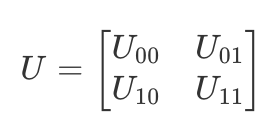 U = [U₀₀ U₀₁
U₁₀ U₁₁]